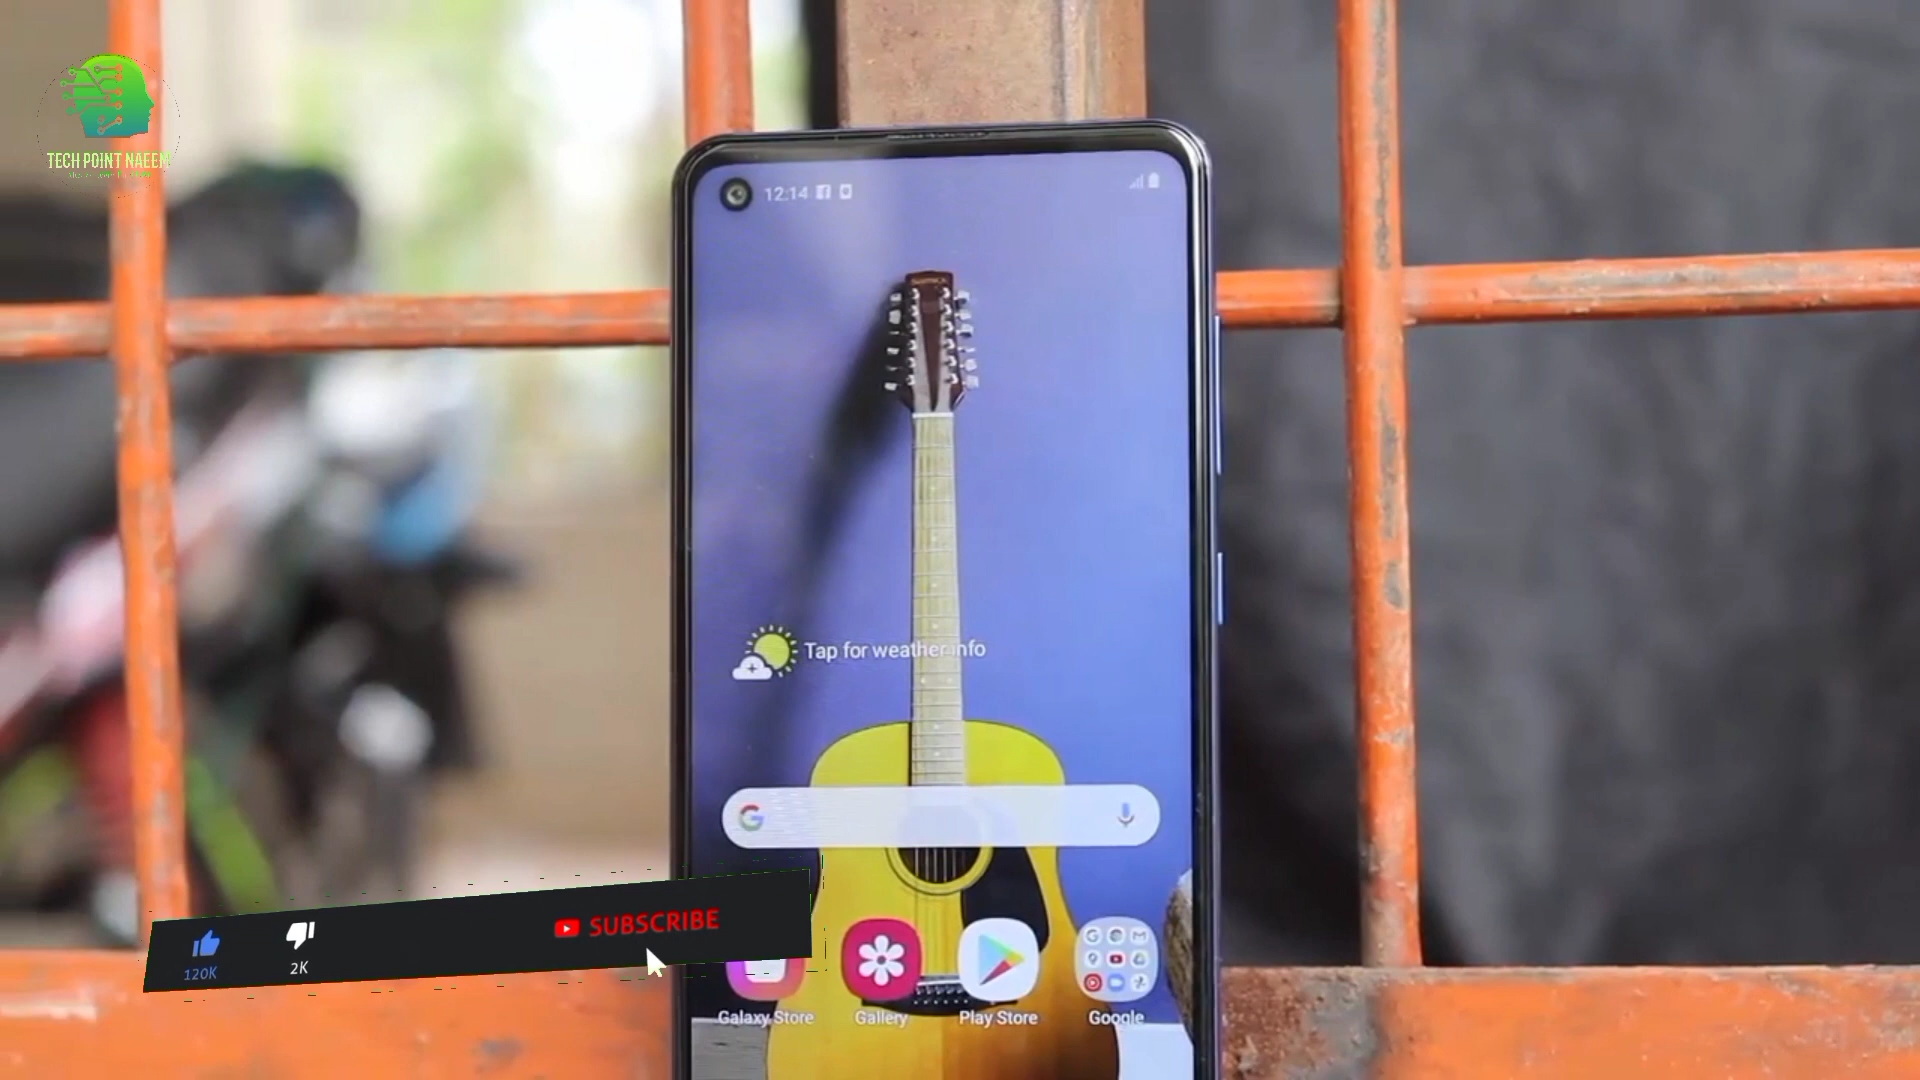 TECH POINT NAEEM
12:14
Tap for weather info
Galaxy Store
Gallery
Play Store
Google
120K
2K
SUBSCRIBE